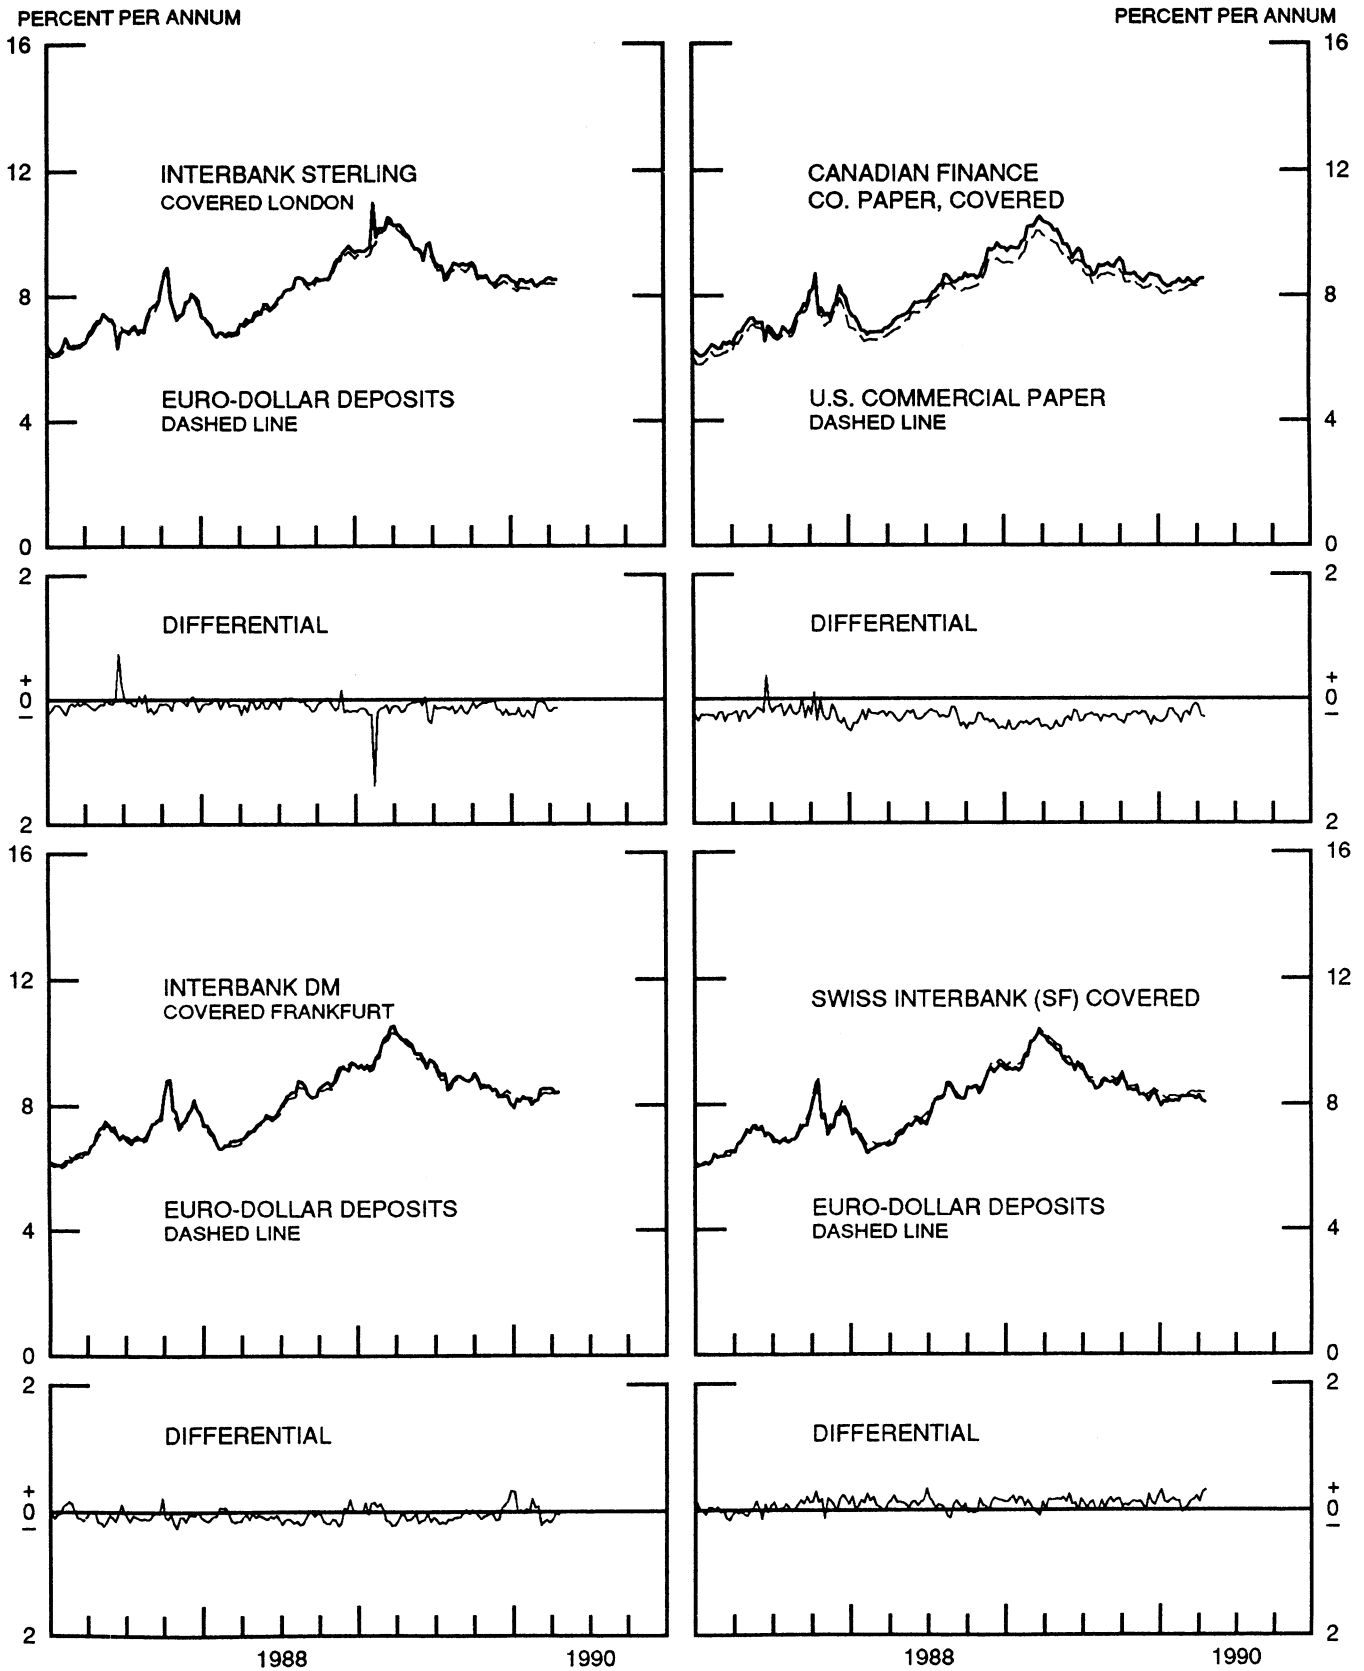 PERCENT PER ANNUM
PERCENT PER ANNUM
16
12
8
4
0
INTERBANK STERLING
COVERED LONDON
EURO-DOLLAR DEPOSITS
DASHED LINE
CANADIAN FINANCE
CO. PAPER, COVERED
U.S. COMMERCIAL PAPER
DASHED LINE
16
12
8
4
0
2
+
0
–
2
DIFFERENTIAL
DIFFERENTIAL
2
+
0
–
2
16
12
8
4
0
INTERBANK DM
COVERED FRANKFURT
EURO-DOLLAR DEPOSITS
DASHED LINE
SWISS INTERBANK (SF) COVERED
EURO-DOLLAR DEPOSITS
DASHED LINE
16
12
8
4
0
2
+
0
–
2
DIFFERENTIAL
DIFFERENTIAL
2
+
0
–
2
1988
1990
1988
1990